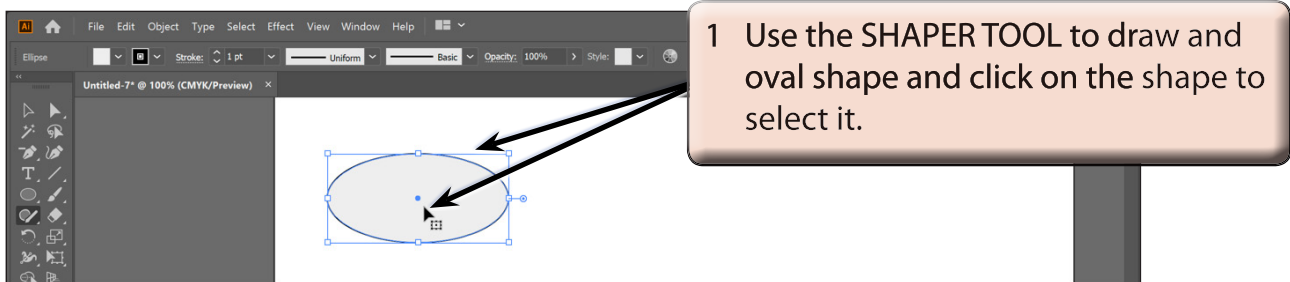 Ai File Edit Object Type Select Effect View Window Help
Ellipse Stroke: 1 pt Uniform Basic Opacity: 100% Style:
Untitled-7* @ 100% (CMYK/Preview) ×
1 Use the SHAPER TOOL to draw and
oval shape and click on the shape to
select it.